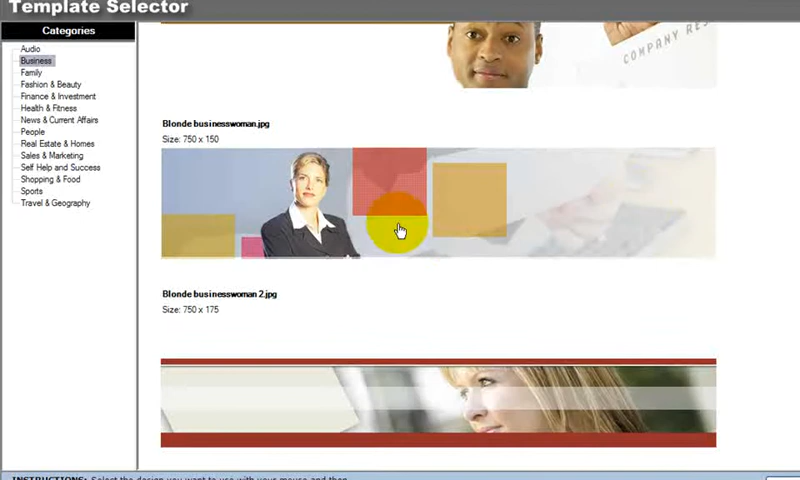 Template Selector
Categories
Audio
Business
Family
Fashion & Beauty
Finance & Investment
Health & Fitness
News & Current Affairs
People
Real Estate & Homes
Sales & Marketing
Self Help and Success
Shopping & Food
Sports
Travel & Geography
COMPANY RES
Blonde businesswoman.jpg
Size: 750 x 150
Blonde businesswoman 2.jpg
Size: 750 x 175
INSTRUCTIONS: Select the design you want to use with your mouse and then